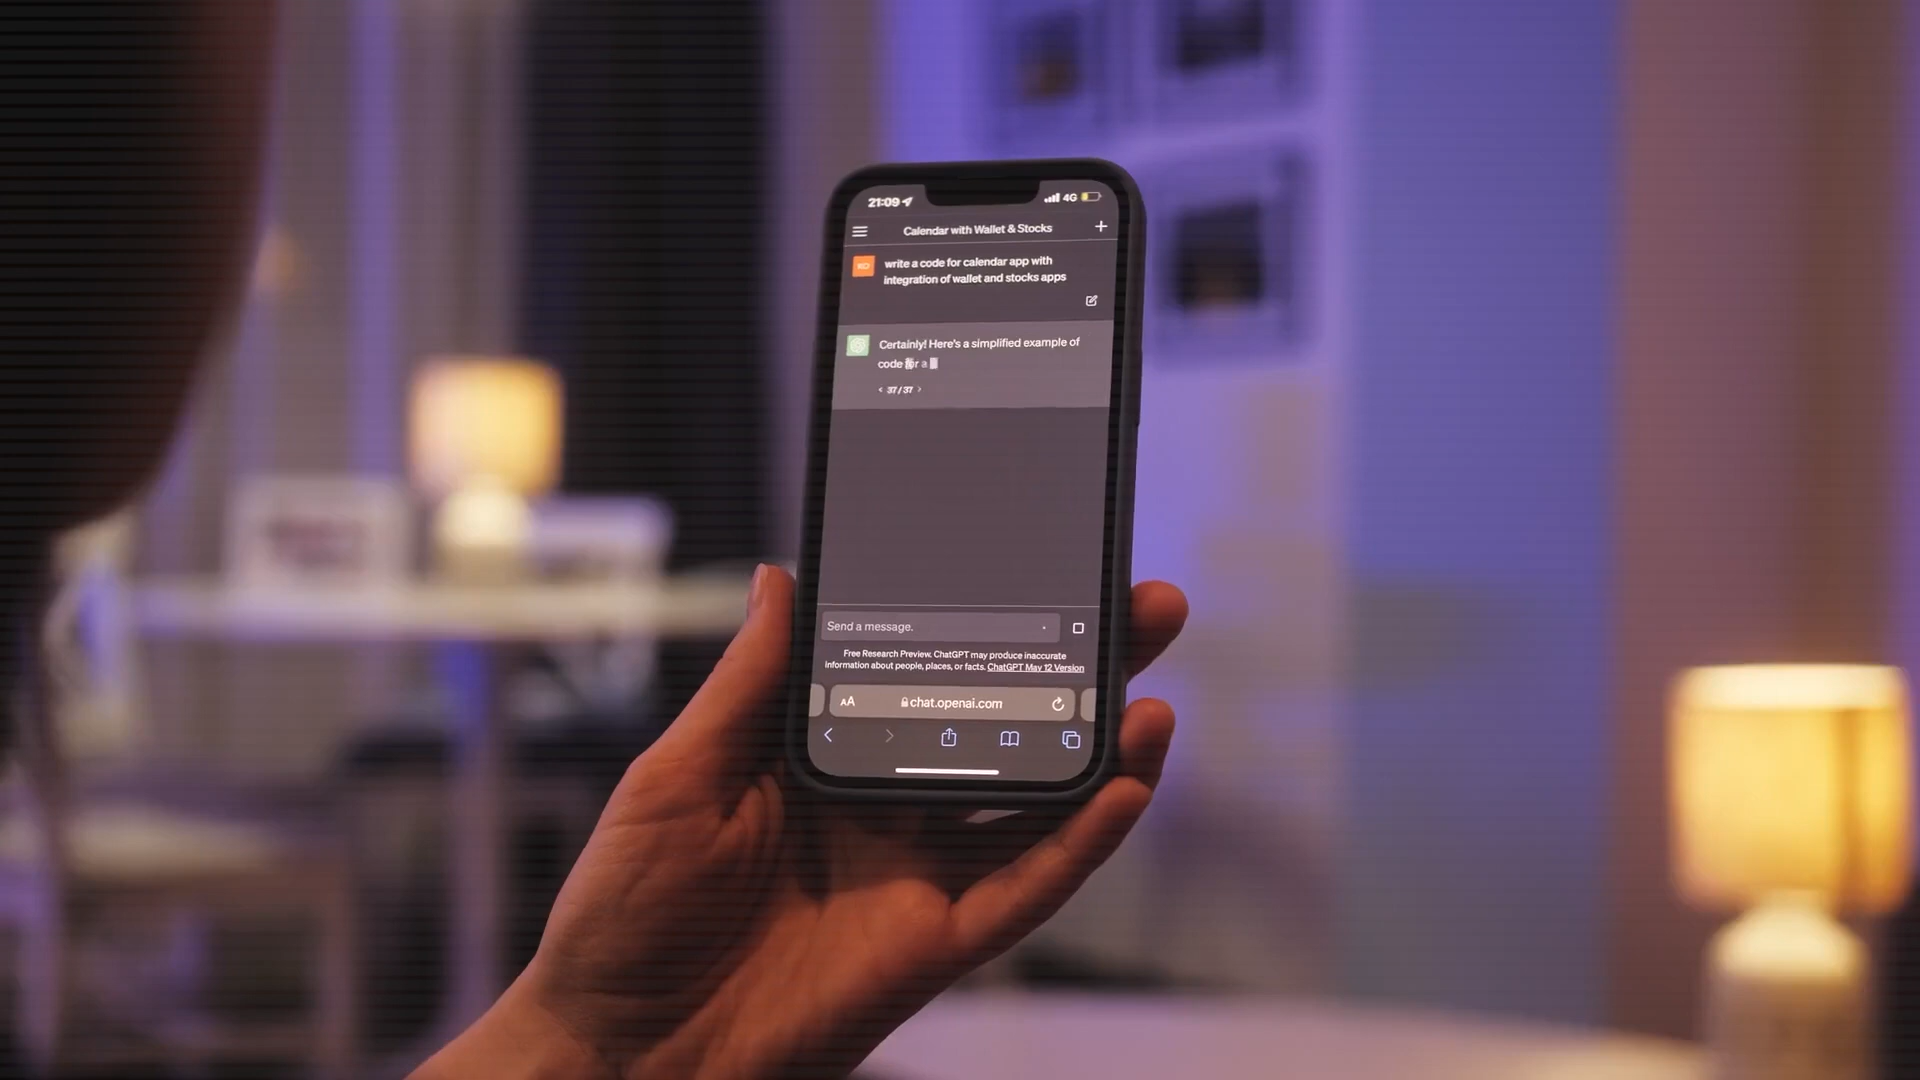 21:09
4G
Calendar with Wallet & Stocks
write a code for calendar app with
integration of wallet and stocks apps
Certainly! Here's a simplified example of
code for a
< 37 / 37 >
Send a message.
Free Research Preview. ChatGPT may produce inaccurate
information about people, places, or facts. ChatGPT May 12 Version
AA
chat.openai.com